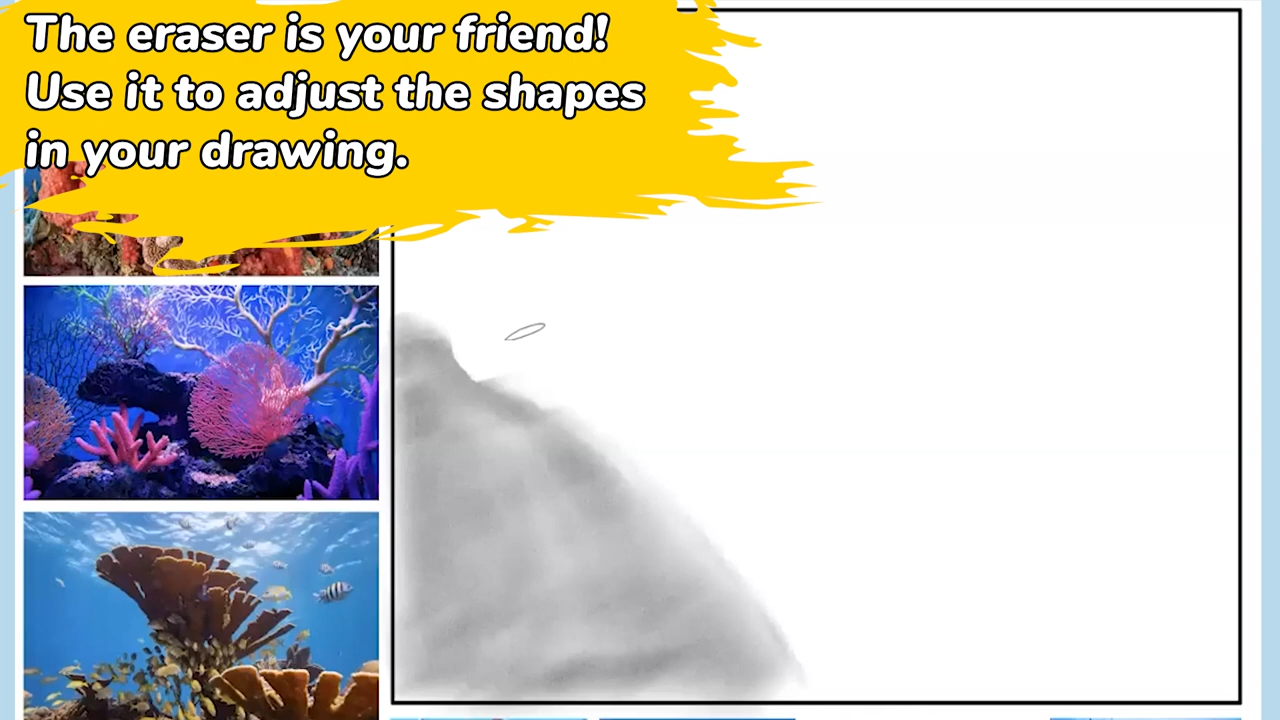 The eraser is your friend!
Use it to adjust the shapes
in your drawing.